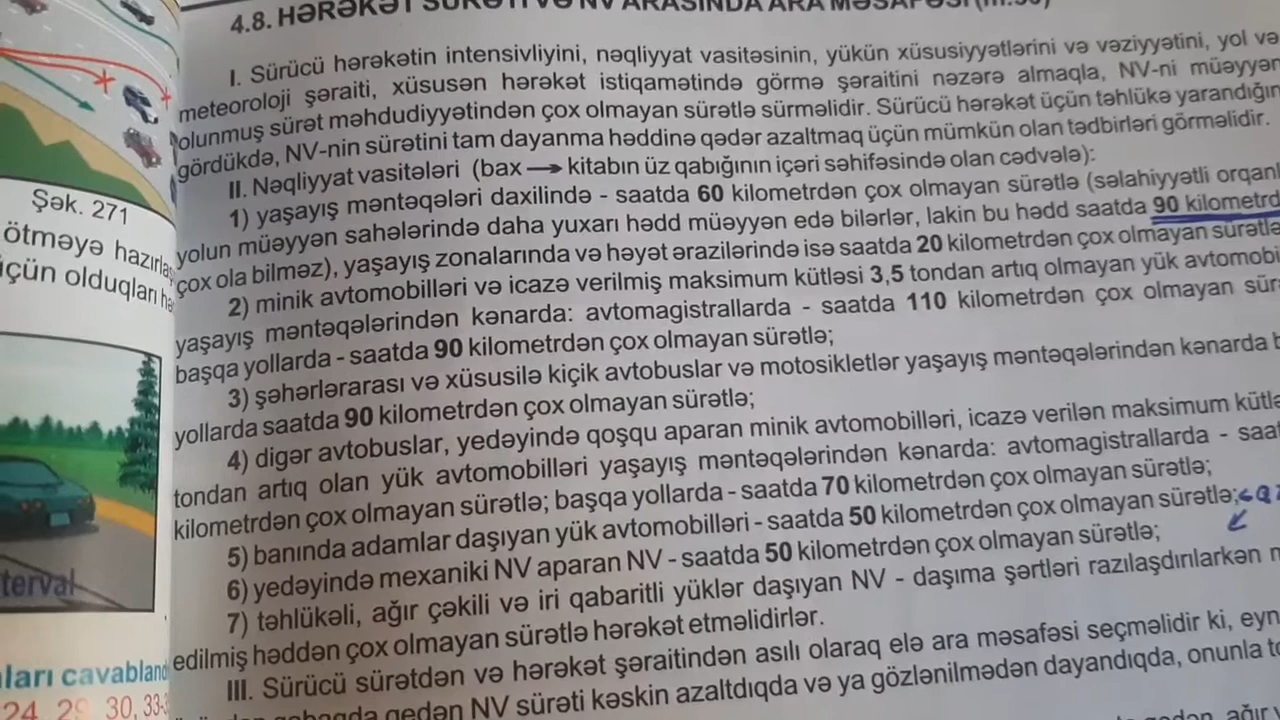 4.8. HƏRƏKƏT SÜRƏTİ VƏ NV ARASINDA ARA MƏSAFƏSİ
I. Sürücü hərəkətin intensivliyini, nəqliyyat vasitəsinin, yükün xüsusiyyətlərini və vəziyyətini, yol və
meteoroloji şəraiti, xüsusən hərəkət istiqamətində görmə şəraitini nəzərə almaqla, NV-ni müəyyən
olunmuş sürət məhdudiyyətindən çox olmayan sürətlə sürməlidir. Sürücü hərəkət üçün təhlükə yarandığın
gördükdə, NV-nin sürətini tam dayanma həddinə qədər azaltmaq üçün mümkün olan tədbirləri görməlidir.
II. Nəqliyyat vasitələri (bax → kitabın üz qabığının içəri səhifəsində olan cədvələ):
1) yaşayış məntəqələri daxilində - saatda 60 kilometrdən çox olmayan sürətlə (səlahiyyətli orqanl
yolun müəyyən sahələrində daha yuxarı hədd müəyyən edə bilərlər, lakin bu hədd saatda 90 kilometrd
çox ola bilməz), yaşayış zonalarında və həyət ərazilərində isə saatda 20 kilometrdən çox olmayan sürətlə
2) minik avtomobilləri və icazə verilmiş maksimum kütləsi 3,5 tondan artıq olmayan yük avtomobi
yaşayış məntəqələrindən kənarda: avtomagistrallarda - saatda 110 kilometrdən çox olmayan sür
başqa yollarda - saatda 90 kilometrdən çox olmayan sürətlə;
3) şəhərlərarası və xüsusilə kiçik avtobuslar və motosikletlər yaşayış məntəqələrindən kənarda b
yollarda saatda 90 kilometrdən çox olmayan sürətlə;
4) digər avtobuslar, yedəyində qoşqu aparan minik avtomobilləri, icazə verilən maksimum kütlə
tondan artıq olan yük avtomobilləri yaşayış məntəqələrindən kənarda: avtomagistrallarda - saat
kilometrdən çox olmayan sürətlə; başqa yollarda - saatda 70 kilometrdən çox olmayan sürətlə;
5) banında adamlar daşıyan yük avtomobilləri - saatda 50 kilometrdən çox olmayan sürətlə;
6) yedəyində mexaniki NV aparan NV - saatda 50 kilometrdən çox olmayan sürətlə;
7) təhlükəli, ağır çəkili və iri qabaritli yüklər daşıyan NV - daşıma şərtləri razılaşdırılarkən m
edilmiş həddən çox olmayan sürətlə hərəkət etməlidirlər.
III. Sürücü sürətdən və hərəkət şəraitindən asılı olaraq elə ara məsafəsi seçməlidir ki, eyn
qabaqda gedən NV sürəti kəskin azaltdıqda və ya gözlənilmədən dayandıqda, onunla to
gedən, ağır
Şək. 271
ötməyə hazırlaş
üçün olduqları hə
terval
ları cavabland
24, 29, 30, 33-3